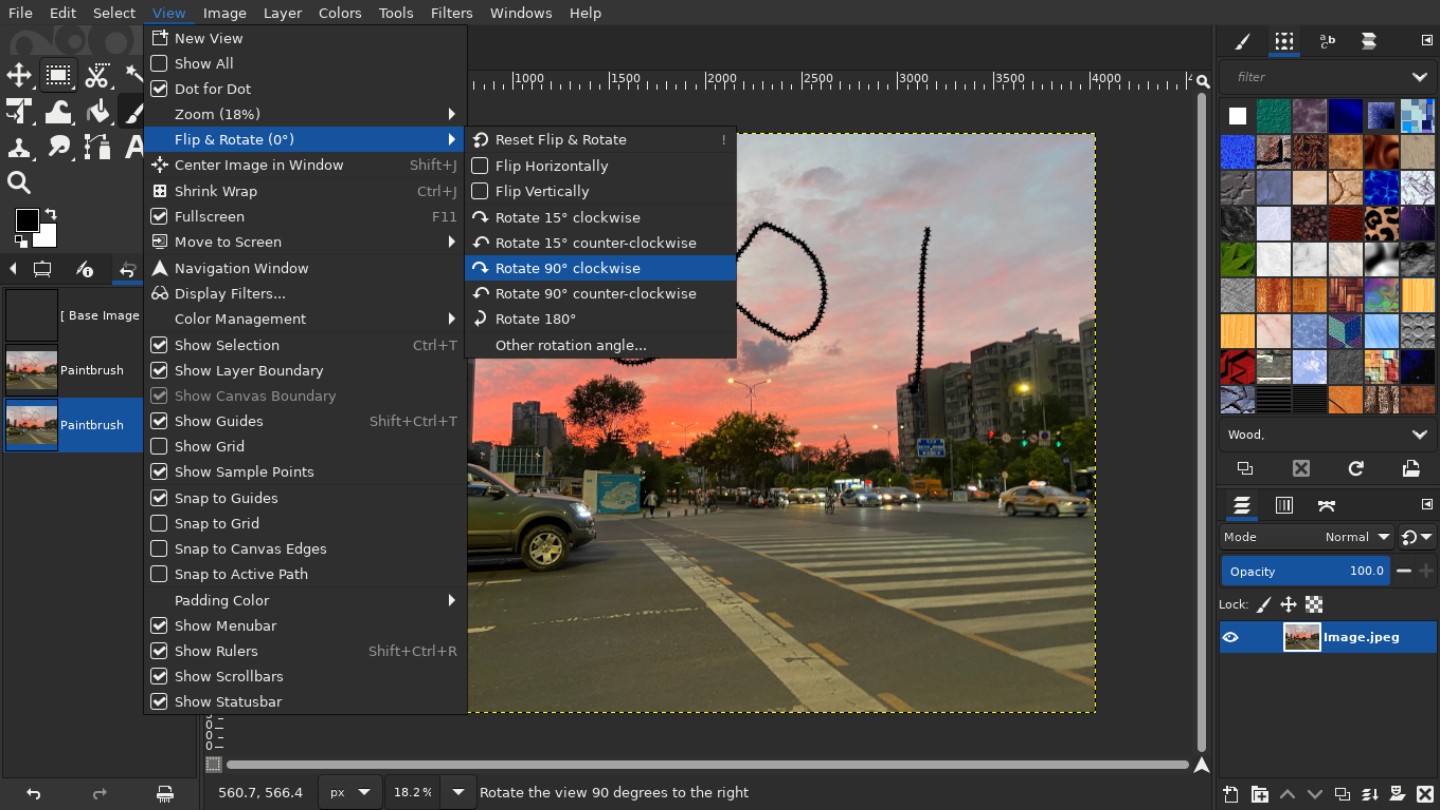 File Edit Select View Image Layer Colors Tools Filters Windows Help
New View
Show All
Dot for Dot
Zoom (18%)
Flip & Rotate (0°)
Center Image in Window Shift+J
Shrink Wrap Ctrl+J
Fullscreen F11
Move to Screen
Navigation Window
Display Filters...
Color Management
Show Selection Ctrl+T
Show Layer Boundary
Show Canvas Boundary
Show Guides Shift+Ctrl+T
Show Grid
Show Sample Points
Snap to Guides
Snap to Grid
Snap to Canvas Edges
Snap to Active Path
Padding Color
Show Menubar
Show Rulers Shift+Ctrl+R
Show Scrollbars
Show Statusbar
Reset Flip & Rotate !
Flip Horizontally
Flip Vertically
Rotate 15° clockwise
Rotate 15° counter-clockwise
Rotate 90° clockwise
Rotate 90° counter-clockwise
Rotate 180°
Other rotation angle...
[ Base Image
Paintbrush
Paintbrush
1000 1500 2000 2500 3000 3500 4000
560.7, 566.4 px 18.2% Rotate the view 90 degrees to the right
filter
Wood,
Mode Normal
Opacity 100.0
Lock:
Image.jpeg